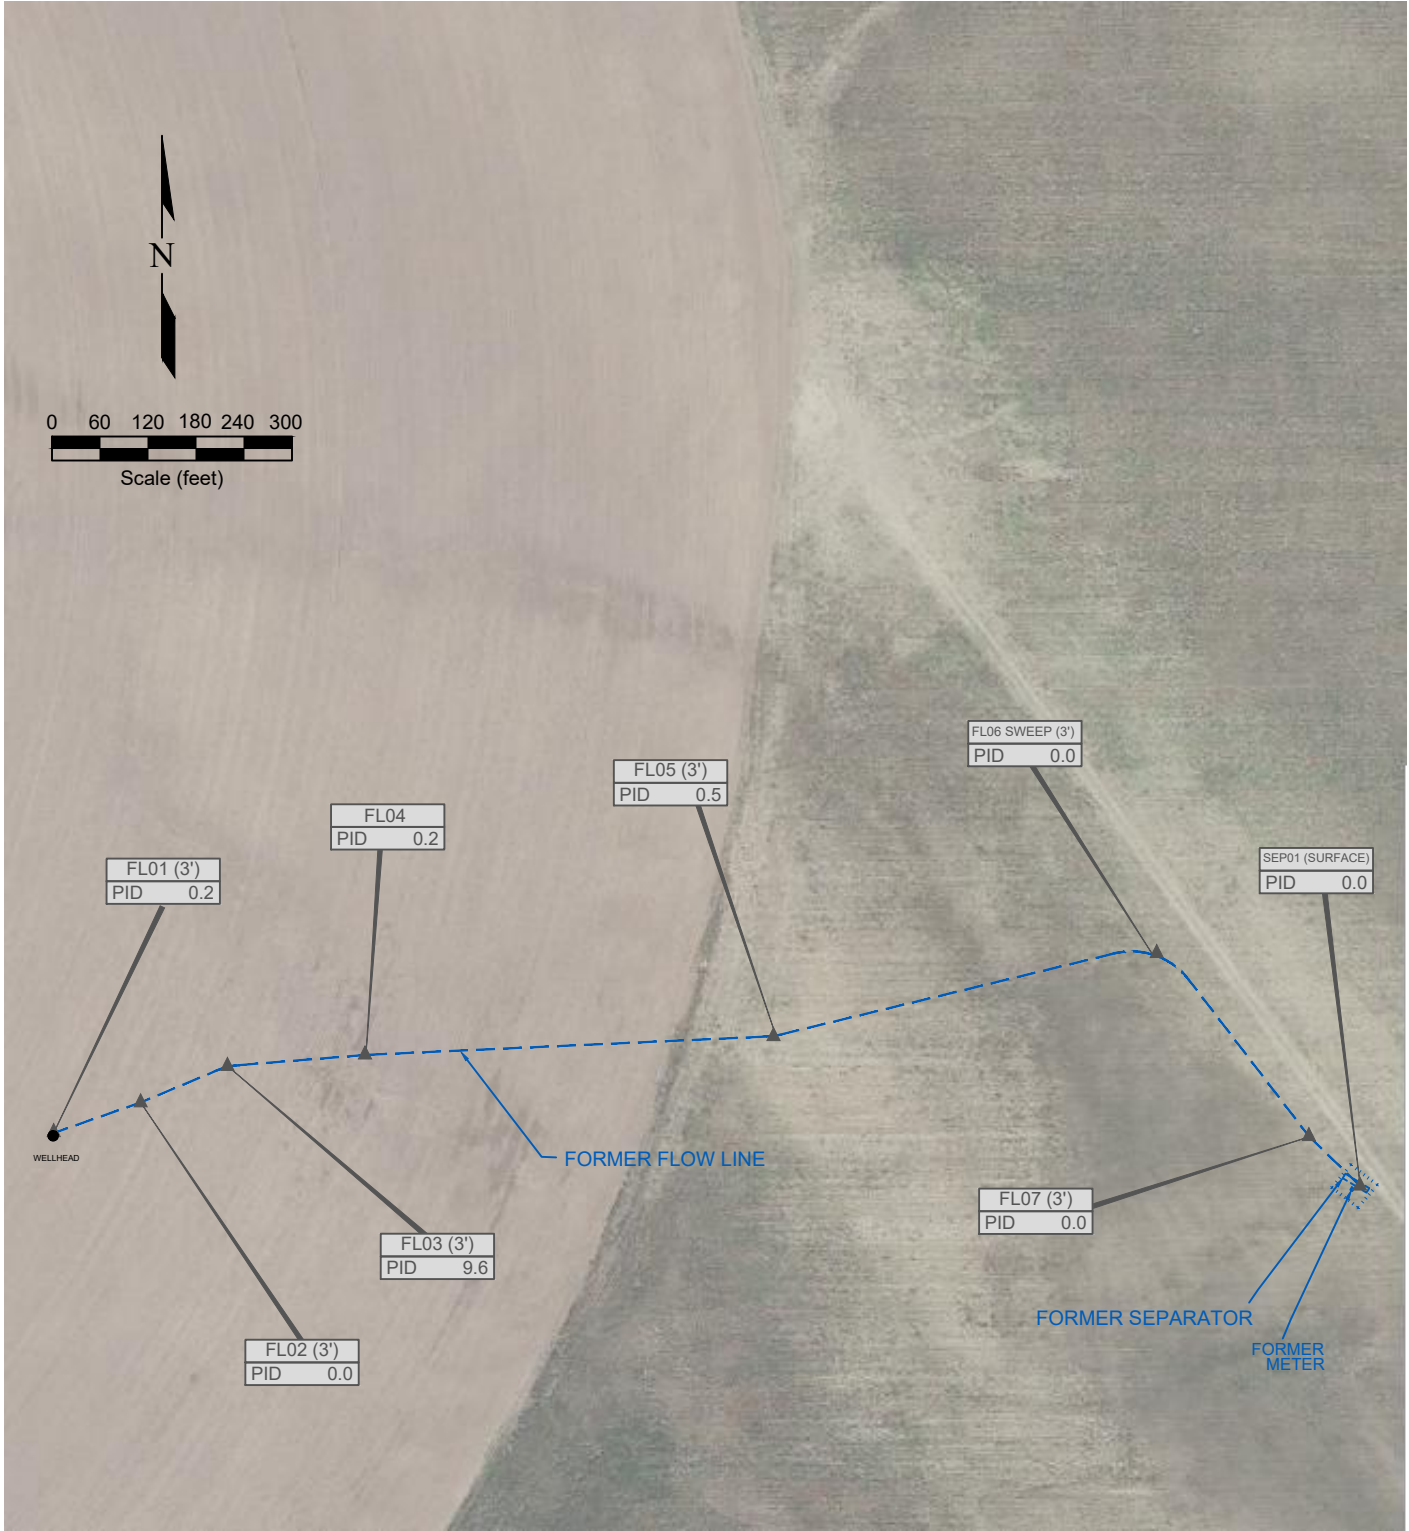 N
0 60 120 180 240 300
Scale (feet)
FL06 SWEEP (3')
PID 0.0
FL05 (3')
PID 0.5
FL04
PID 0.2
SEP01 (SURFACE)
PID 0.0
FL01 (3')
PID 0.2
WELLHEAD
FORMER FLOW LINE
FL07 (3')
PID 0.0
FL03 (3')
PID 9.6
FORMER SEPARATOR
FORMER
METER
FL02 (3')
PID 0.0